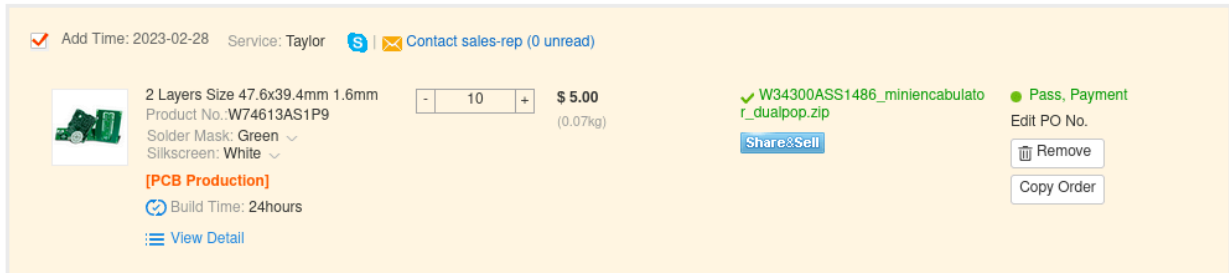 Add Time: 2023-02-28 Service: Taylor S | Contact sales-rep (0 unread)
2 Layers Size 47.6x39.4mm 1.6mm - 10 + $ 5.00 W34300ASS1486_miniencabulato Pass, Payment
Product No.:W74613AS1P9 (0.07kg) r_dualpop.zip Edit PO No.
Solder Mask: Green Share&Sell Remove
Silkscreen: White
[PCB Production] Copy Order
Build Time: 24hours
View Detail